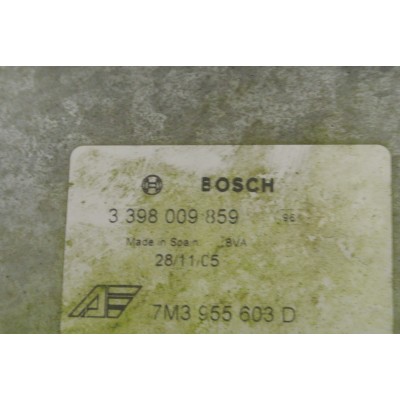 BOSCH
3 398 009 859
Made in Spain
28/11/05
7M3 955 603 D